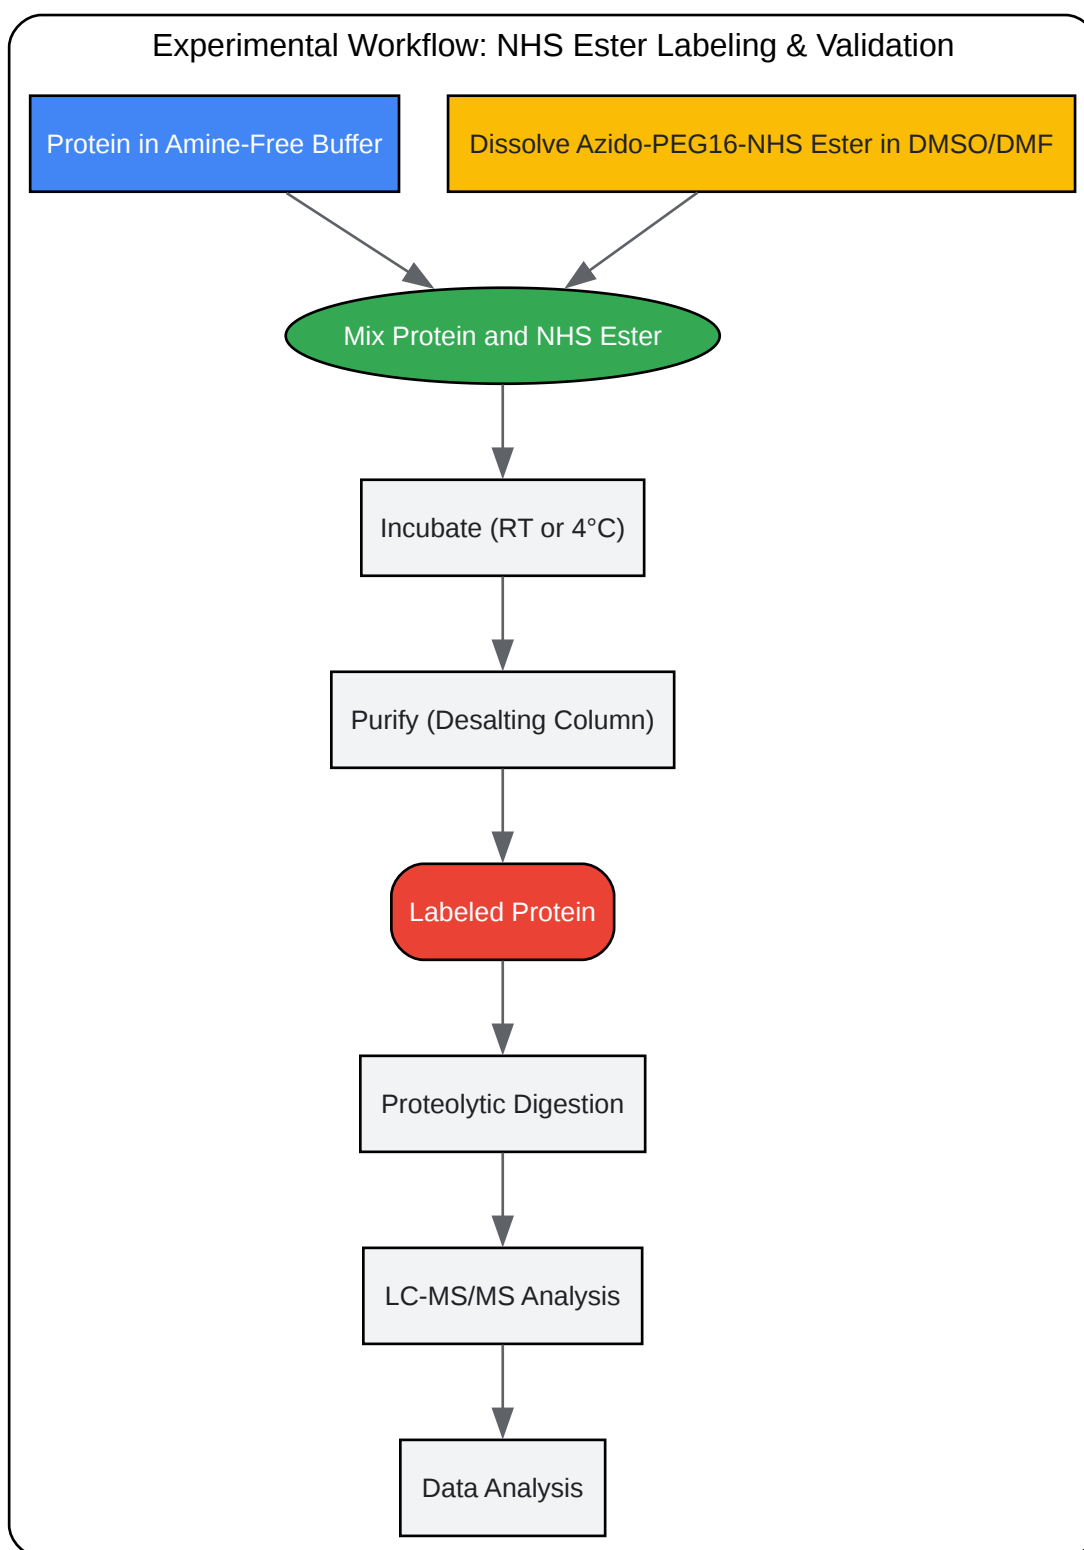 Experimental Workflow: NHS Ester Labeling & Validation
Protein in Amine-Free Buffer
Dissolve Azido-PEG16-NHS Ester in DMSO/DMF
Mix Protein and NHS Ester
Incubate (RT or 4°C)
Purify (Desalting Column)
Labeled Protein
Proteolytic Digestion
LC-MS/MS Analysis
Data Analysis